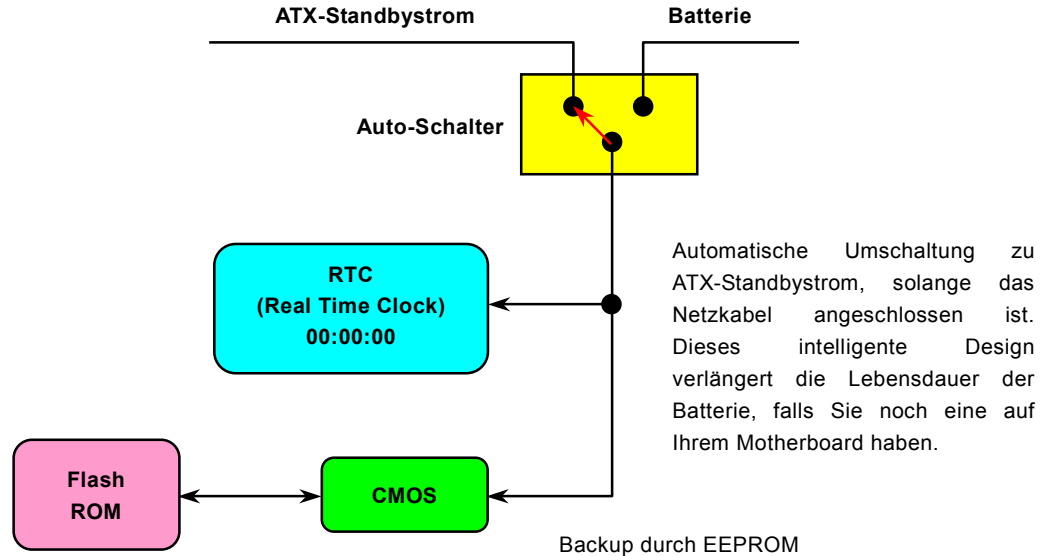 ATX-Standbystrom
Batterie
Auto-Schalter
RTC
(Real Time Clock)
00:00:00
Automatische Umschaltung zu
ATX-Standbystrom, solange das
Netzkabel angeschlossen ist.
Dieses intelligente Design
verlängert die Lebensdauer der
Batterie, falls Sie noch eine auf
Ihrem Motherboard haben.
Flash
ROM
CMOS
Backup durch EEPROM